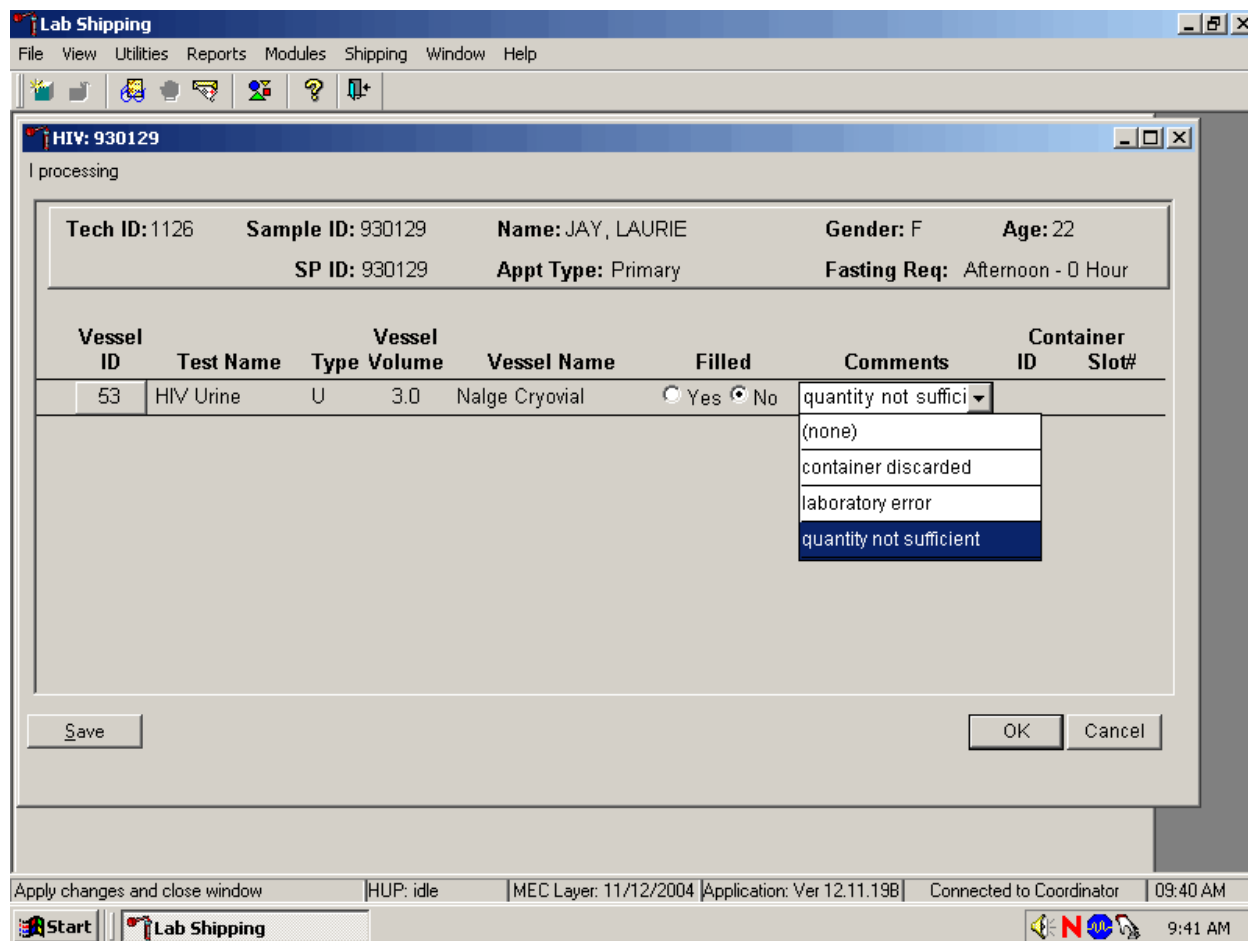 Lab Shipping
File View Utilities Reports Modules Shipping Window Help
HIV: 930129
l processing
Tech ID: 1126 Sample ID: 930129 Name: JAY, LAURIE Gender: F Age: 22
SP ID: 930129 Appt Type: Primary Fasting Req: Afternoon - 0 Hour
Vessel Vessel Container
ID Test Name Type Volume Vessel Name Filled Comments ID Slot#
53 HIV Urine U 3.0 Nalge Cryovial Yes No quantity not suffici
(none)
container discarded
laboratory error
quantity not sufficient
Save OK Cancel
Apply changes and close window HUP: idle MEC Layer: 11/12/2004 Application: Ver 12.11.19B Connected to Coordinator 09:40 AM
Start Lab Shipping N 9:41 AM